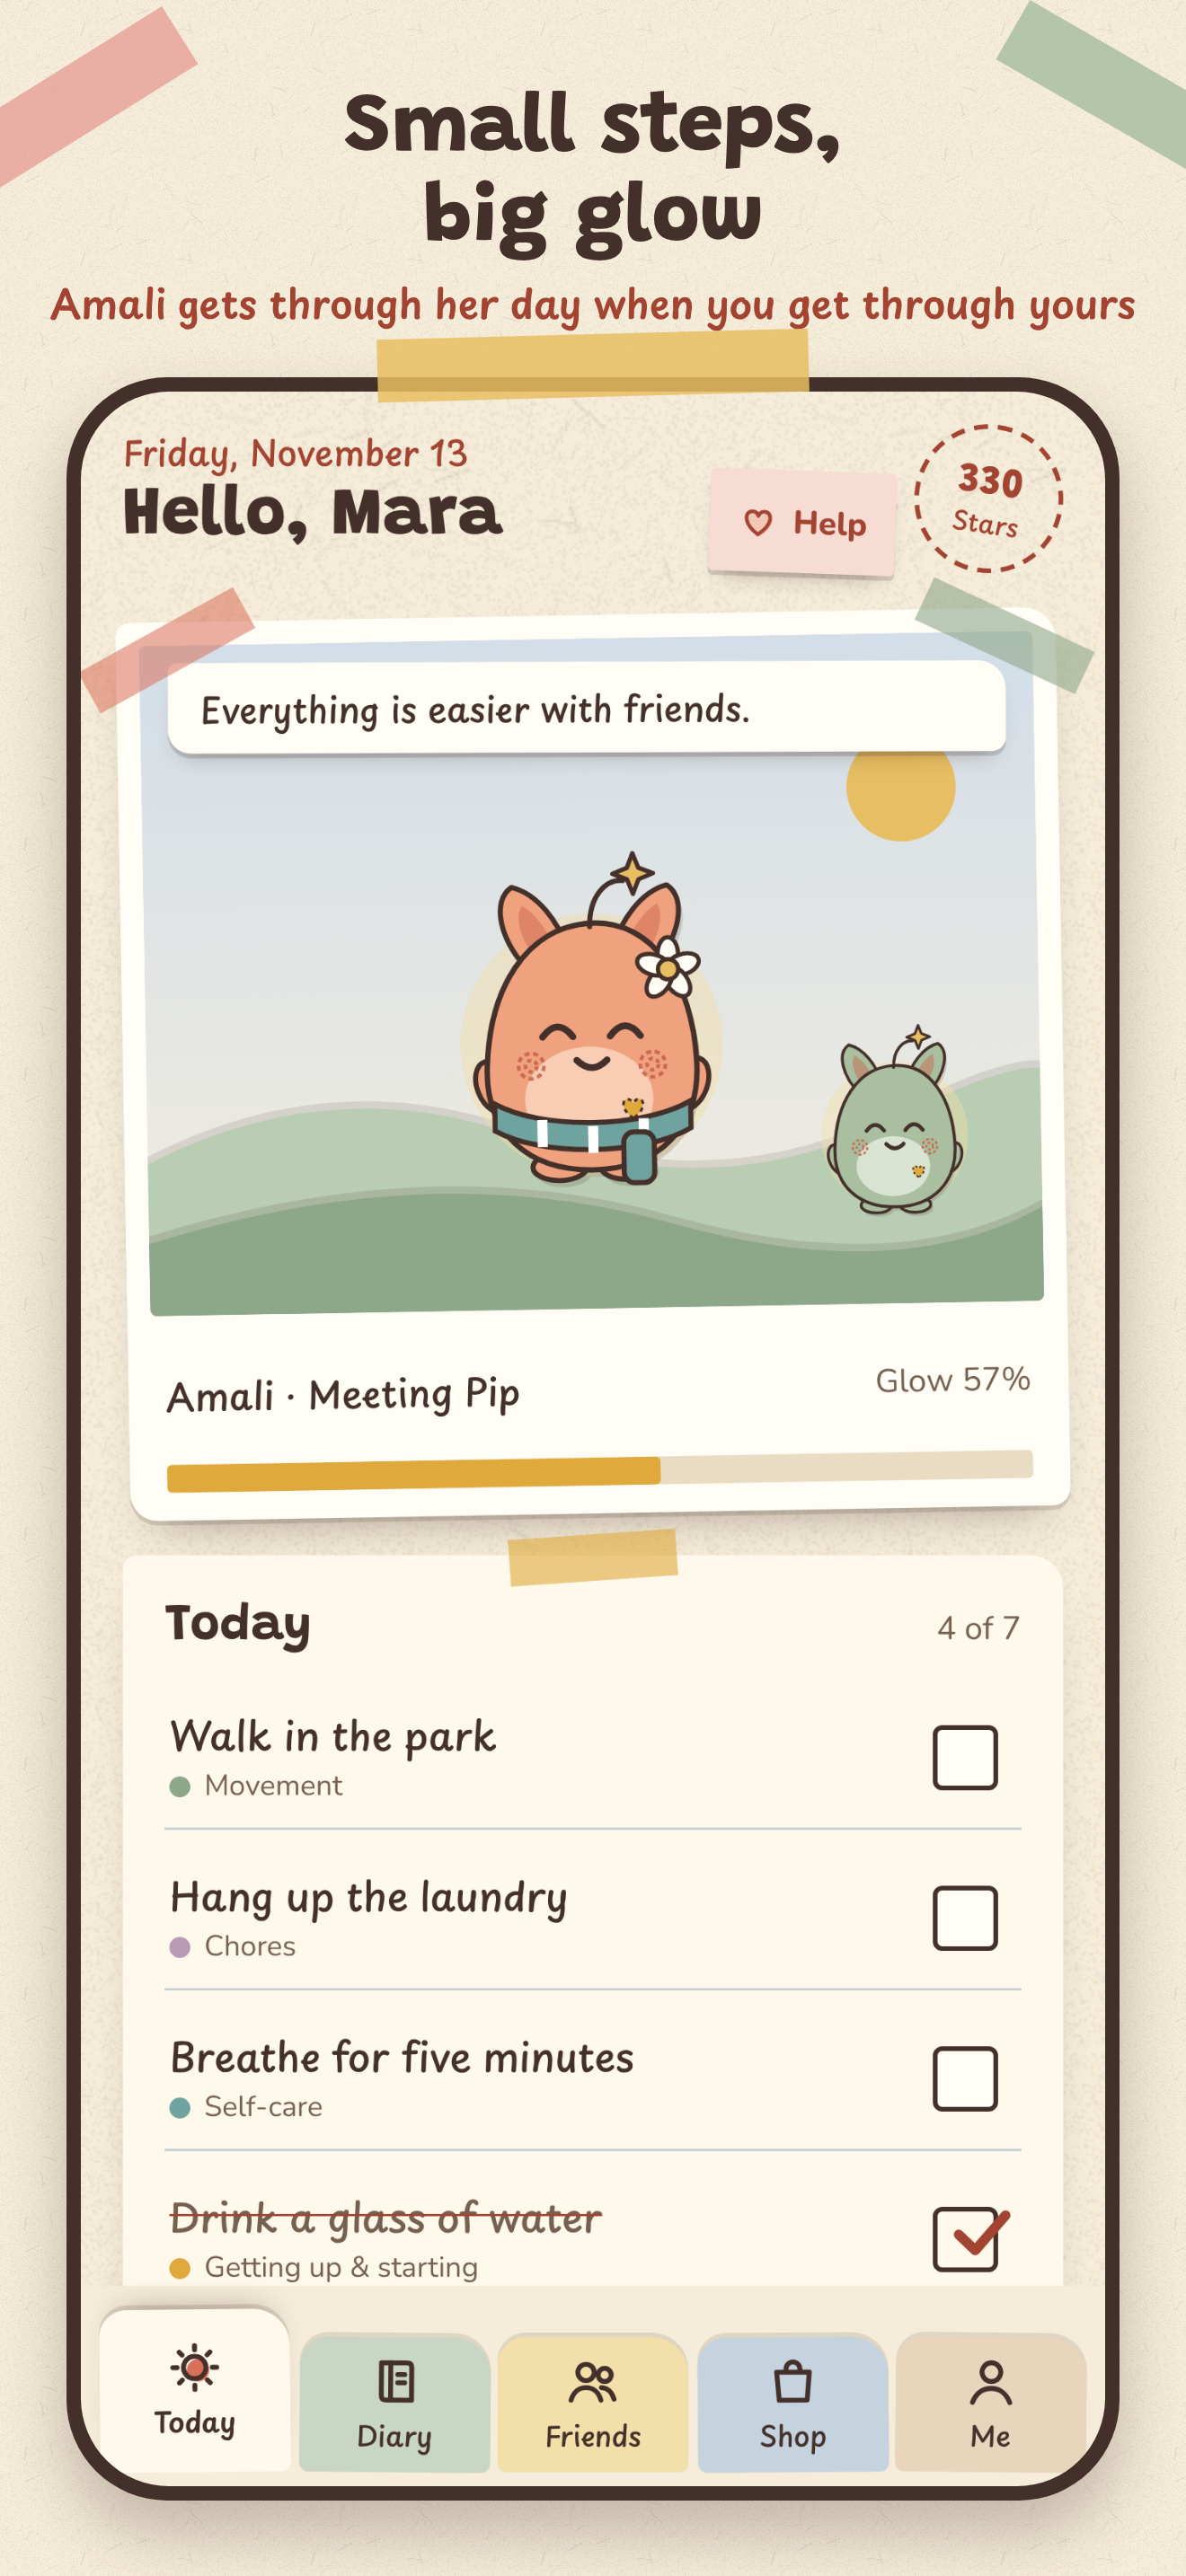 Small steps,
big glow
Amali gets through her day when you get through yours
Friday, November 13
Hello, Mara
Help
330
Stars
Everything is easier with friends.
Amali · Meeting Pip
Glow 57%
Today
4 of 7
Walk in the park
Movement
Hang up the laundry
Chores
Breathe for five minutes
Self-care
Drink a glass of water
Getting up & starting
Today
Diary
Friends
Shop
Me